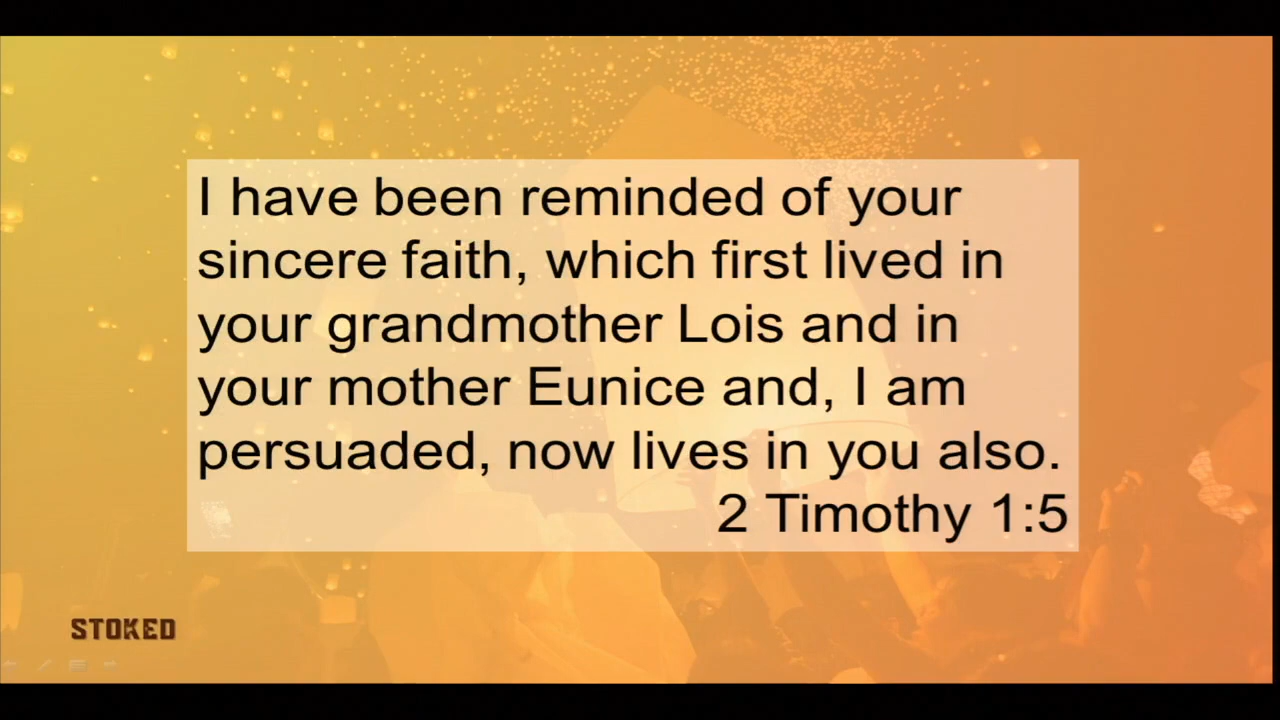 I have been reminded of your
sincere faith, which first lived in
your grandmother Lois and in
your mother Eunice and, I am
persuaded, now lives in you also.
2 Timothy 1:5
STOKED